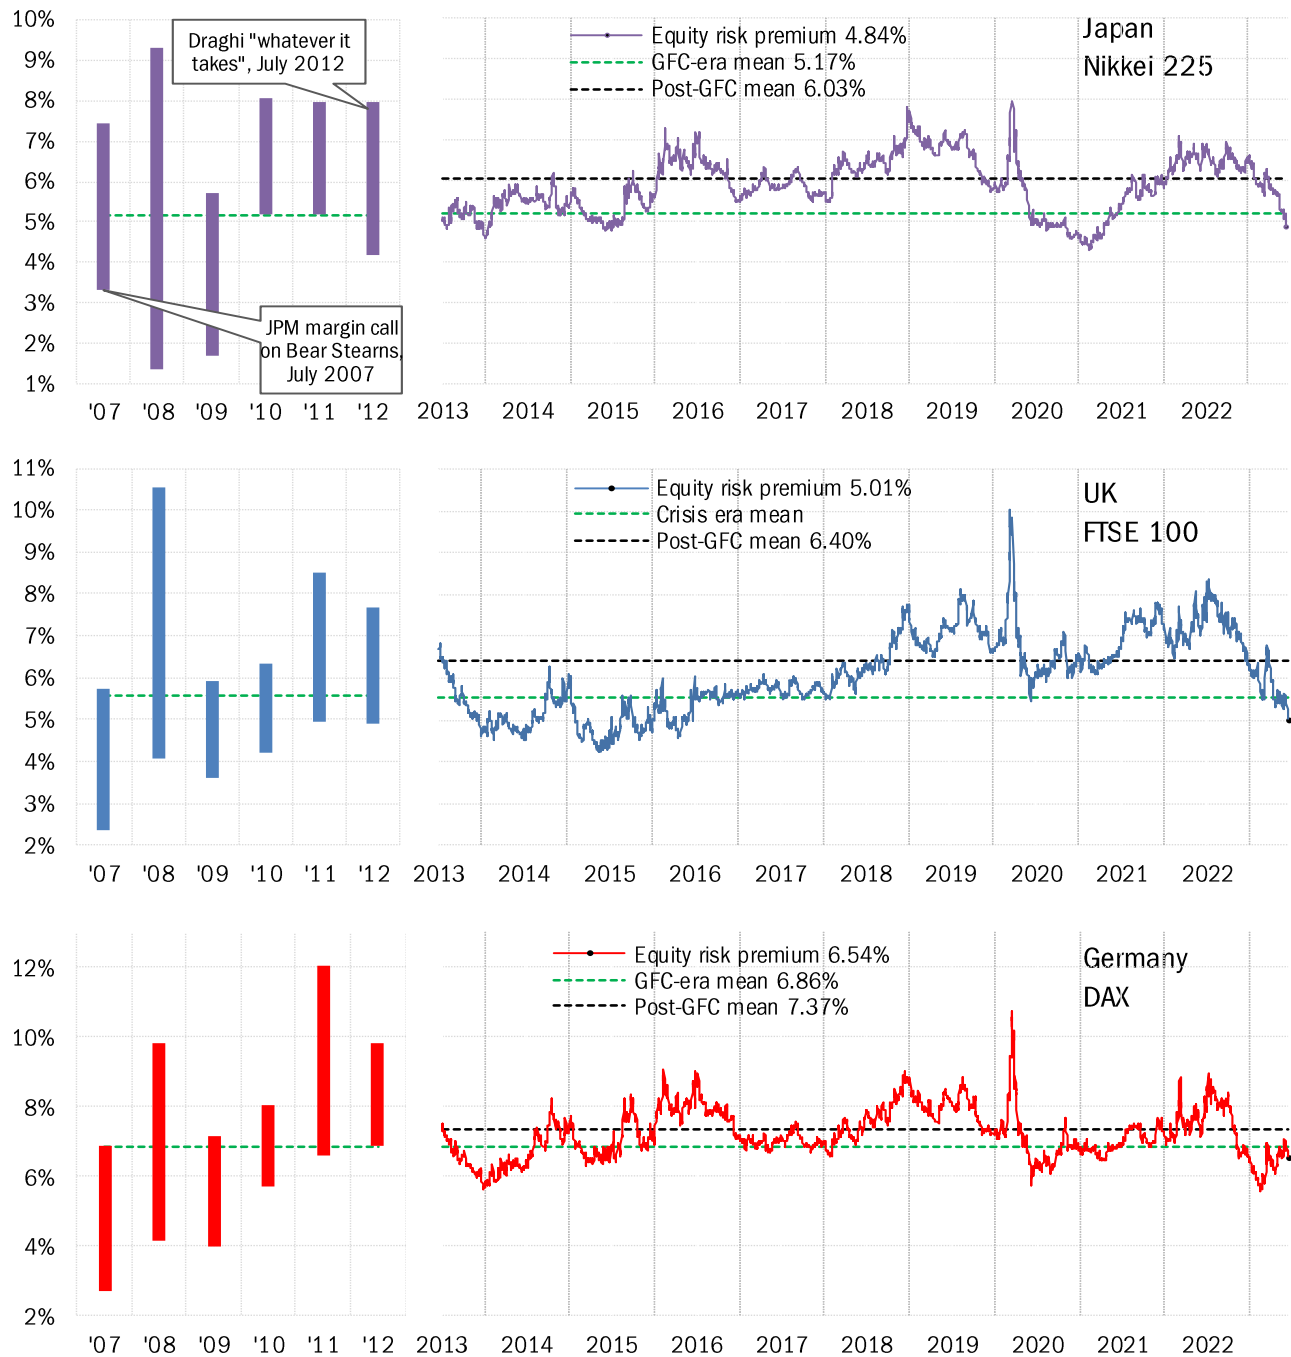 10%
9%
8%
7%
6%
5%
4%
3%
2%
1%
Draghi "whatever it
takes", July 2012
JPM margin call
on Bear Stearns,
July 2007
'07 '08 '09 '10 '11 '12
Equity risk premium 4.84%
GFC-era mean 5.17%
Post-GFC mean 6.03%
Japan
Nikkei 225
2013 2014 2015 2016 2017 2018 2019 2020 2021 2022
11%
10%
9%
8%
7%
6%
5%
4%
3%
2%
'07 '08 '09 '10 '11 '12
Equity risk premium 5.01%
Crisis era mean
Post-GFC mean 6.40%
UK
FTSE 100
2013 2014 2015 2016 2017 2018 2019 2020 2021 2022
12%
10%
8%
6%
4%
2%
'07 '08 '09 '10 '11 '12
Equity risk premium 6.54%
GFC-era mean 6.86%
Post-GFC mean 7.37%
Germany
DAX
2013 2014 2015 2016 2017 2018 2019 2020 2021 2022